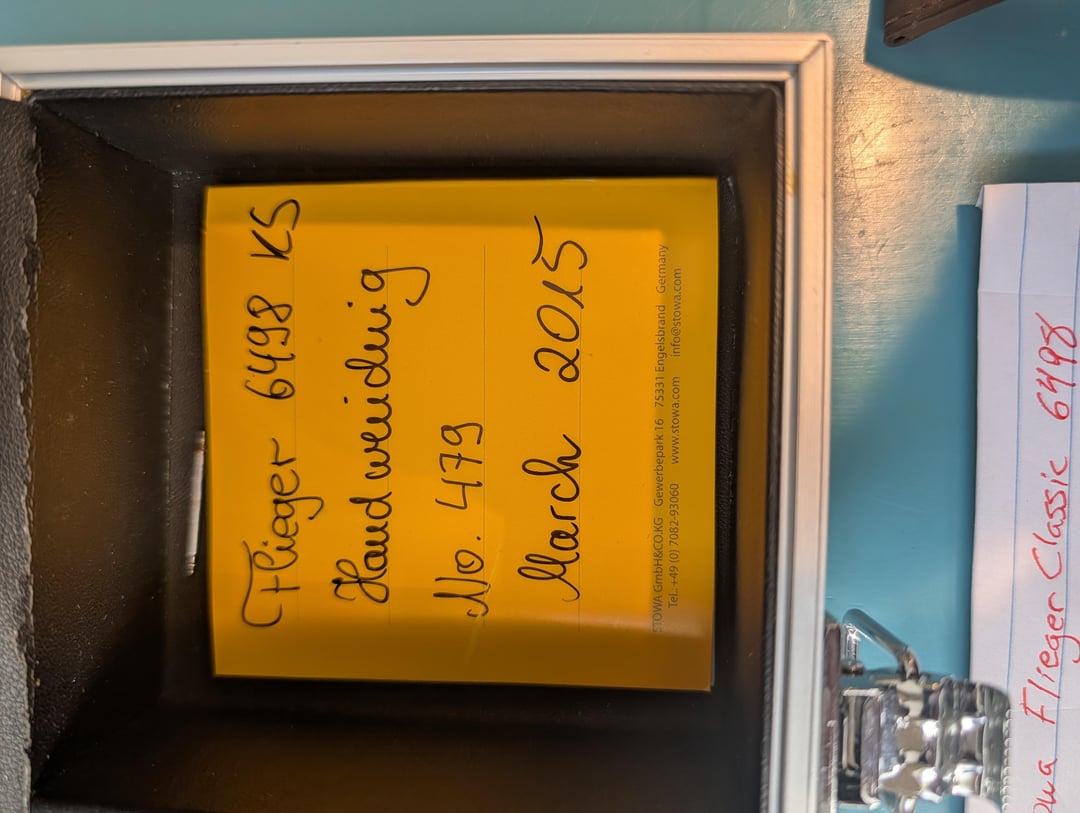 Flieger 6498 KS
Handweinduig
No. 479
March 2015
STOWA GmbH&CO.KG Gewerbepark 16 75331 Engelsbrand Germany
Tel. +49 (0) 7082-93060 www.stowa.com info@stowa.com
Flieger Classic 6498